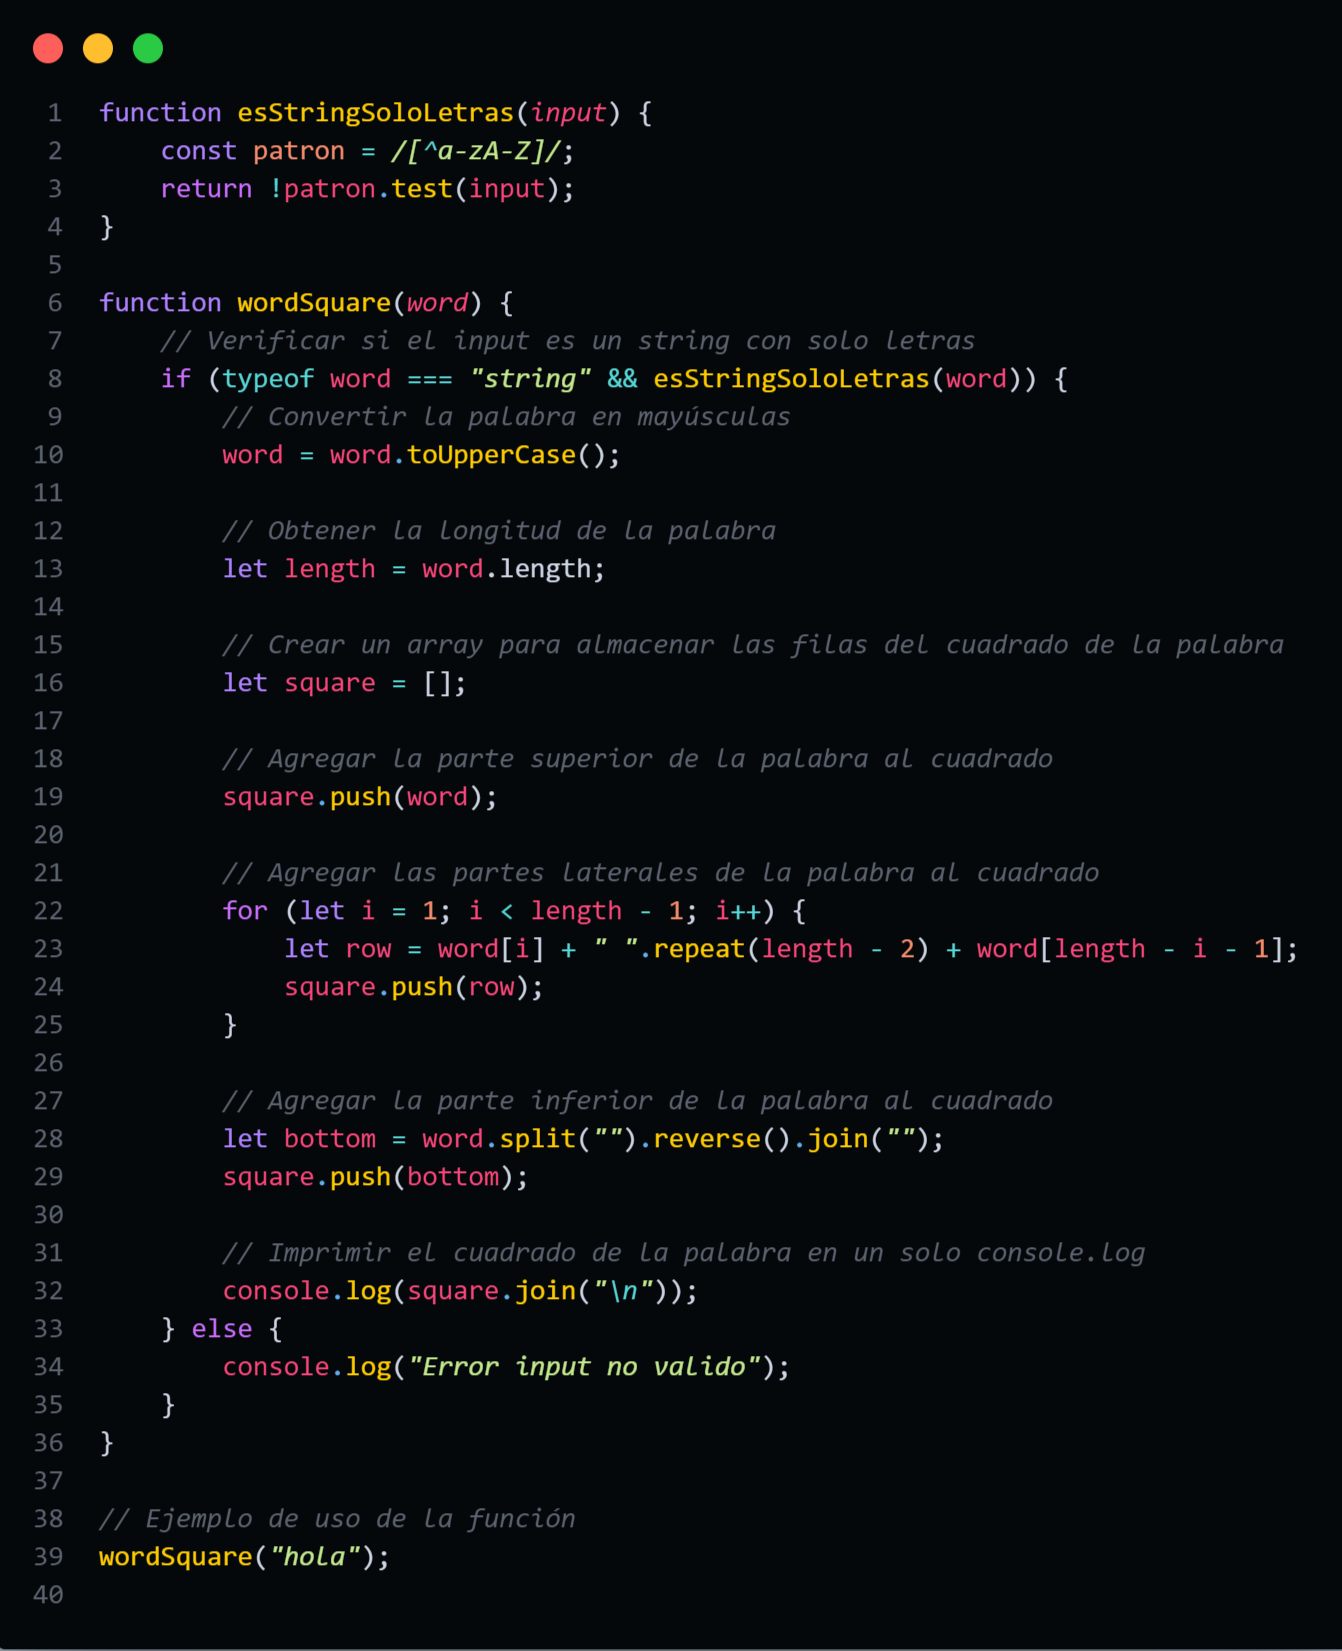 1 function esStringSoloLetras(input) {
2     const patron = /[^a-zA-Z]/;
3     return !patron.test(input);
4 }
5
6 function wordSquare(word) {
7     // Verificar si el input es un string con solo letras
8     if (typeof word === "string" && esStringSoloLetras(word)) {
9         // Convertir la palabra en mayúsculas
10         word = word.toUpperCase();
11
12         // Obtener la longitud de la palabra
13         let length = word.length;
14
15         // Crear un array para almacenar las filas del cuadrado de la palabra
16         let square = [];
17
18         // Agregar la parte superior de la palabra al cuadrado
19         square.push(word);
20
21         // Agregar las partes laterales de la palabra al cuadrado
22         for (let i = 1; i < length - 1; i++) {
23             let row = word[i] + " ".repeat(length - 2) + word[length - i - 1];
24             square.push(row);
25         }
26
27         // Agregar la parte inferior de la palabra al cuadrado
28         let bottom = word.split("").reverse().join("");
29         square.push(bottom);
30
31         // Imprimir el cuadrado de la palabra en un solo console.log
32         console.log(square.join("\n"));
33     } else {
34         console.log("Error input no valido");
35     }
36 }
37
38 // Ejemplo de uso de la función
39 wordSquare("hola");
40